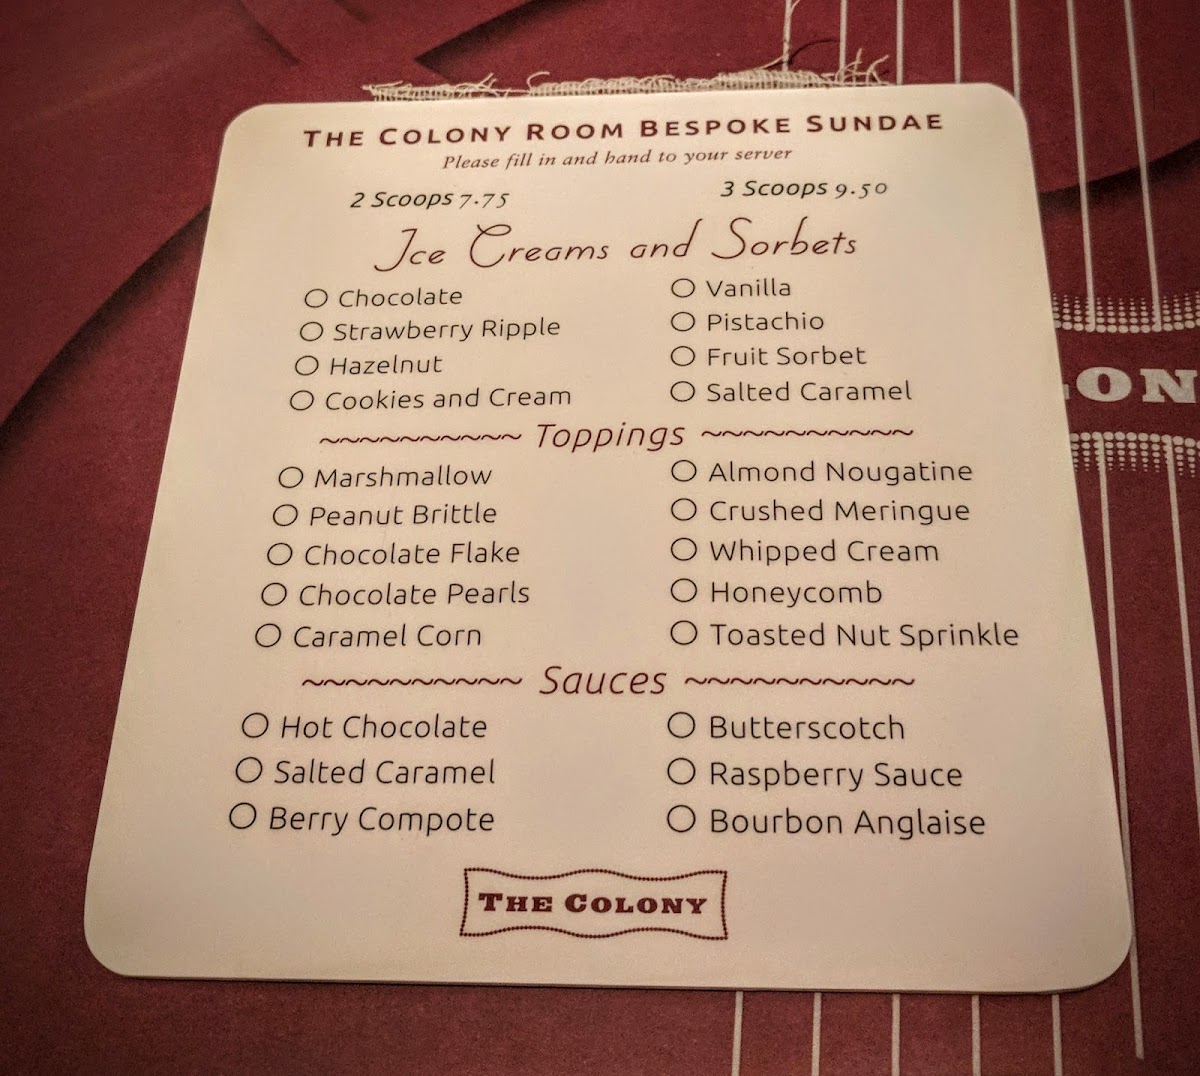 THE COLONY ROOM BESPOKE SUNDAE
Please fill in and hand to your server
2 SCOOPS 7.75 3 SCOOPS 9.50
Ice Creams and Sorbets
Chocolate Vanilla
Strawberry Ripple Pistachio
Hazelnut Fruit Sorbet
Cookies and Cream Salted Caramel
Toppings
Marshmallow Almond Nougatine
Peanut Brittle Crushed Meringue
Chocolate Flake Whipped Cream
Chocolate Pearls Honeycomb
Caramel Corn Toasted Nut Sprinkle
Sauces
Hot Chocolate Butterscotch
Salted Caramel Raspberry Sauce
Berry Compote Bourbon Anglaise
THE COLONY